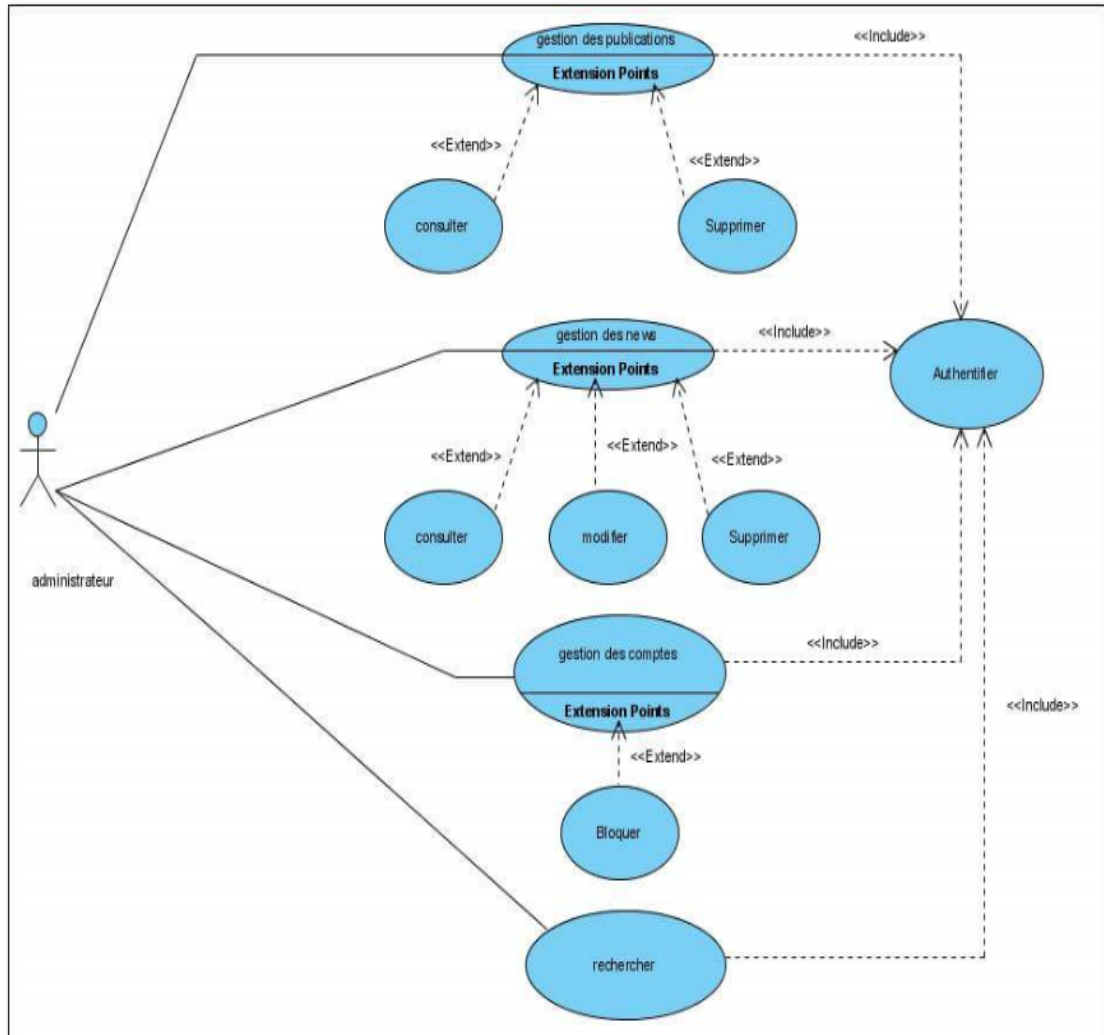 gestion des publications
<<Include>>
Extension Points
<<Extend>>
<<Extend>>
consulter
Supprimer
gestion des news
<<Include>>
Extension Points
Authentifier
<<Extend>>
<<Extend>>
<<Extend>>
consulter
modifier
Supprimer
administrateur
gestion des comptes
<<Include>>
Extension Points
<<Include>>
<<Extend>>
Bloquer
rechercher